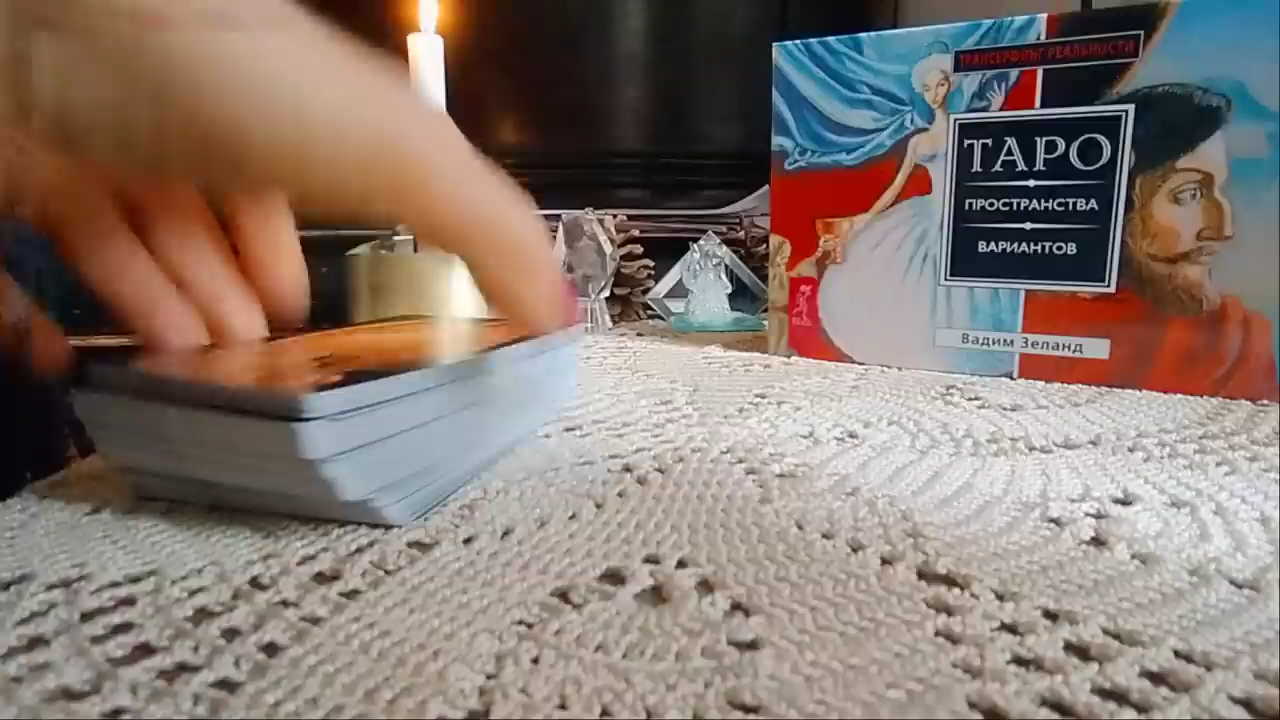 ТРАНСЕРФИНГ РЕАЛЬНОСТИ
ТАРО
ПРОСТРАНСТВА
ВАРИАНТОВ
Вадим Зеланд